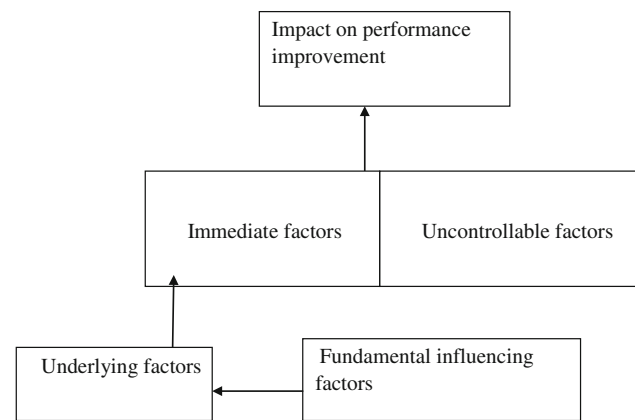 Impact on performance
improvement
Immediate factors
Uncontrollable factors
Underlying factors
Fundamental influencing
factors